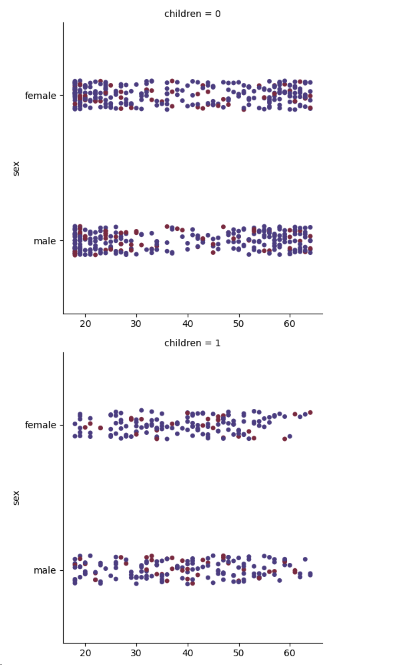 children = 0
female
sex
male
20 30 40 50 60
children = 1
female
sex
male
20 30 40 50 60